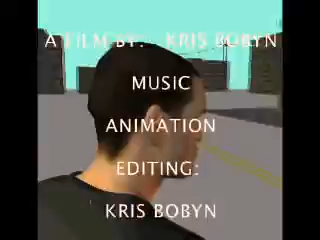 A FILM BY: KRIS BOBYN
MUSIC
ANIMATION
EDITING:
KRIS BOBYN